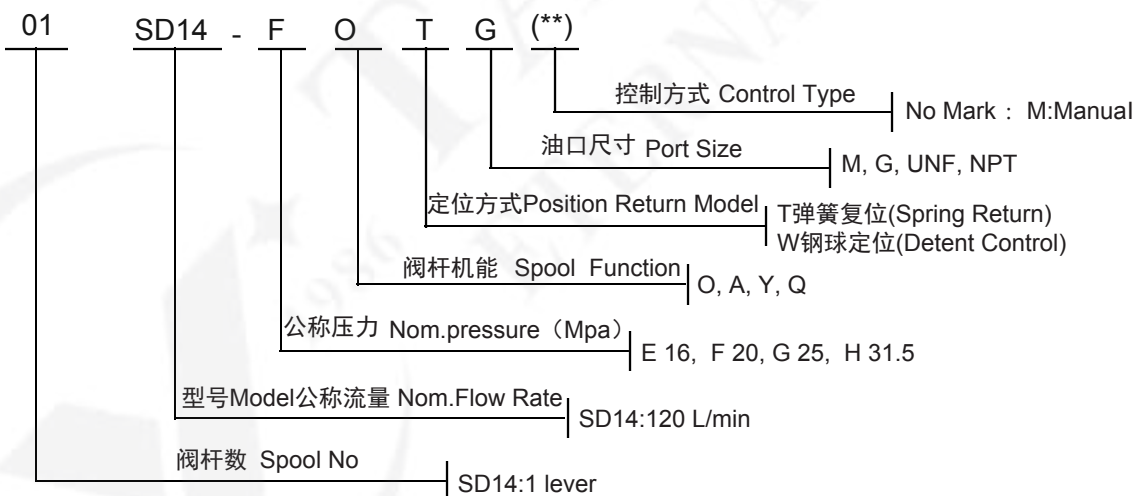 01 SD14 - F O T G (**)
控制方式 Control Type No Mark : M:Manual
油口尺寸 Port Size M, G, UNF, NPT
定位方式Position Return Model T弹簧复位(Spring Return)
W钢球定位(Detent Control)
阀杆机能 Spool Function O, A, Y, Q
公称压力 Nom.pressure（Mpa） E 16, F 20, G 25, H 31.5
型号Model公称流量 Nom.Flow Rate SD14:120 L/min
阀杆数 Spool No SD14:1 lever
1986